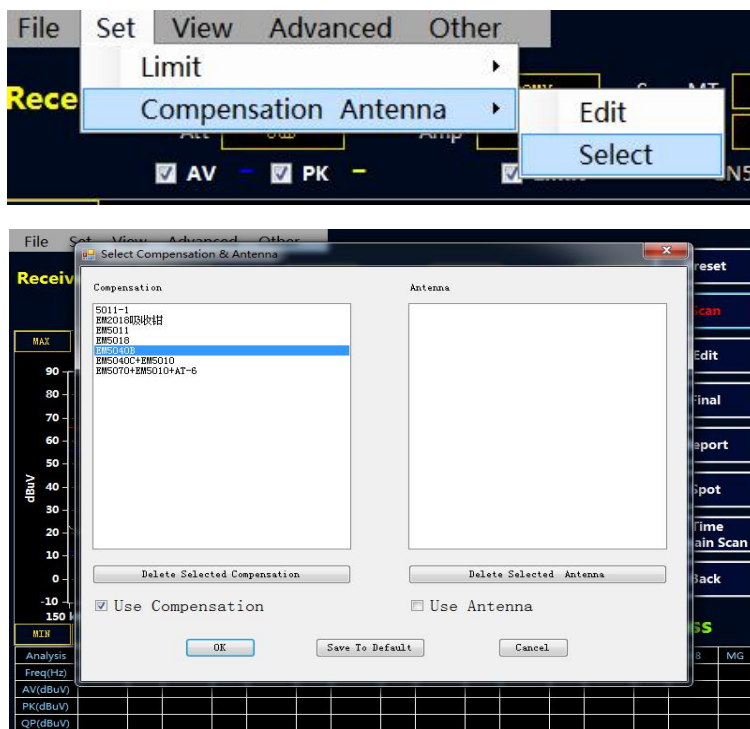 File Set View Advanced Other
Limit
Rece
Compensation Antenna
Edit
Att
Amp
Select
AV PK
File
Select Compensation & Antenna
Receiv
Compensation Antenna
5011-1
EM2018吸收钳
EM5011
EM5018
EM5040B
EM5040C+EM5010
EM5070+EM5010+AT-6
reset
Scan
MAX
Edit
90
80
Final
70
60
eport
50
dBuV
40
Spot
30
20
Time
ain Scan
10
Delete Selected Compensation Delete Selected Antenna
0
Back
-10
Use Compensation Use Antenna
150 k
ss
MIN
OK Save To Default Cancel
Analysis 8 MG
Freq(Hz)
AV(dBuV)
PK(dBuV)
QP(dBuV)